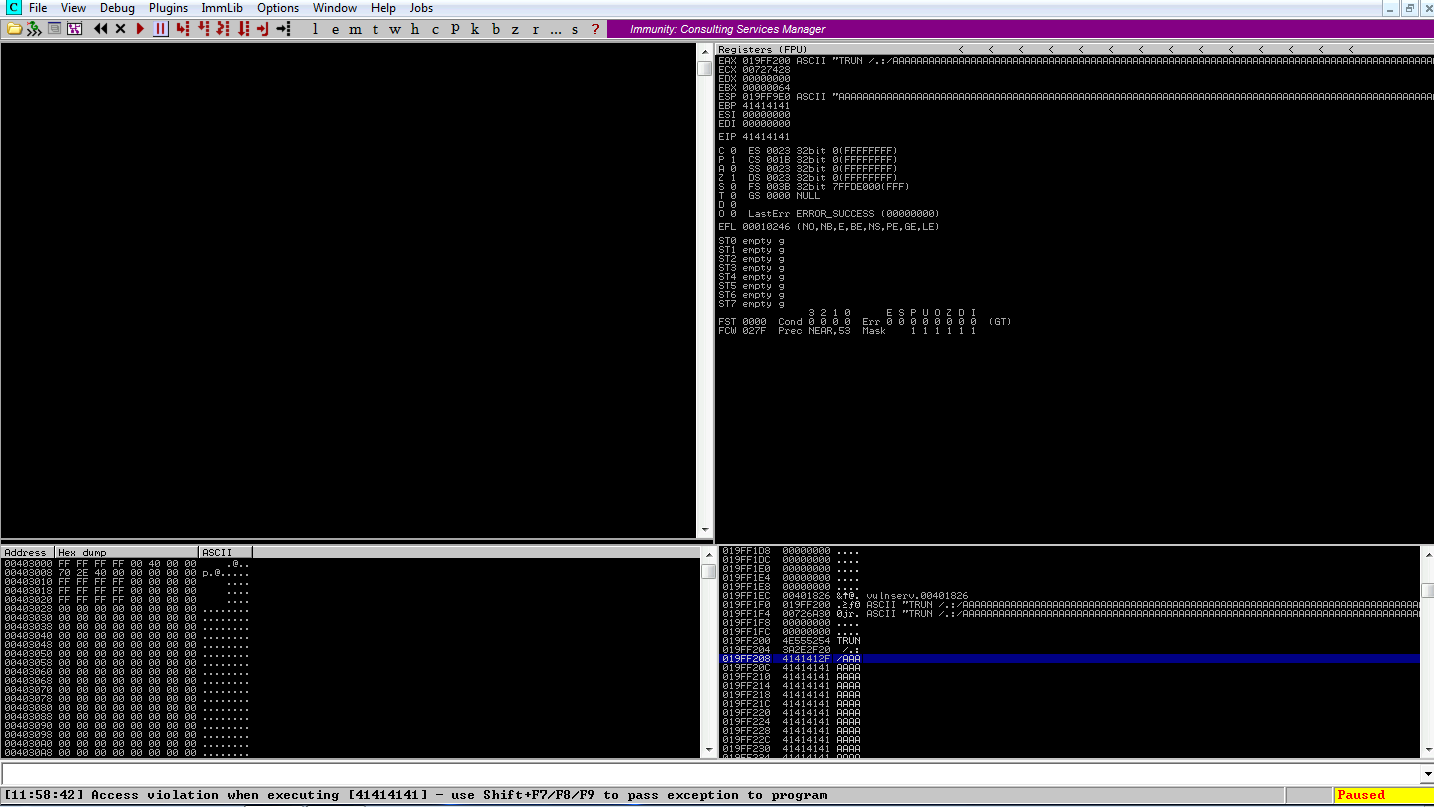 C File View Debug Plugins ImmLib Options Window Help Jobs
l e m t w h c P k b z r ... s ? Immunity: Consulting Services Manager
Registers (FPU) < < < < < < < < < < < < < <
EAX 019FF200 ASCII "TRUN /.:/AAAAAAAAAAAAAAAAAAAAAAAAAAAAAAAAAAAAAAAAAAAAAAAAAAAAAAAAAAAAAAAAAAAAAAAAAAAAAAAAAAAAAAAAAA
ECX 00727428
EDX 00000000
EBX 00000064
ESP 019FF9E0 ASCII "AAAAAAAAAAAAAAAAAAAAAAAAAAAAAAAAAAAAAAAAAAAAAAAAAAAAAAAAAAAAAAAAAAAAAAAAAAAAAAAAAAAAAAAAAAAAAAAAAAA
EBP 41414141
ESI 00000000
EDI 00000000
EIP 41414141
C 0 ES 0023 32bit 0(FFFFFFFF)
P 1 CS 001B 32bit 0(FFFFFFFF)
A 0 SS 0023 32bit 0(FFFFFFFF)
Z 1 DS 0023 32bit 0(FFFFFFFF)
S 0 FS 003B 32bit 7FFDE000(FFF)
T 0 GS 0000 NULL
D 0
O 0 LastErr ERROR_SUCCESS (00000000)
EFL 00010246 (NO,NB,E,BE,NS,PE,GE,LE)
ST0 empty g
ST1 empty g
ST2 empty g
ST3 empty g
ST4 empty g
ST5 empty g
ST6 empty g
ST7 empty g
3 2 1 0 E S P U O Z D I
FST 0000 Cond 0 0 0 0 Err 0 0 0 0 0 0 0 0 (GT)
FCW 027F Prec NEAR,53 Mask 1 1 1 1 1 1
Address Hex dump ASCII
00403000 FF FF FF FF 00 40 00 00 .@..
00403008 70 2E 40 00 00 00 00 00 p.@.....
00403010 FF FF FF FF 00 00 00 00 ....
00403018 FF FF FF FF 00 00 00 00 ....
00403020 FF FF FF FF 00 00 00 00 ....
00403028 00 00 00 00 00 00 00 00 ........
00403030 00 00 00 00 00 00 00 00 ........
00403038 00 00 00 00 00 00 00 00 ........
00403040 00 00 00 00 00 00 00 00 ........
00403048 00 00 00 00 00 00 00 00 ........
00403050 00 00 00 00 00 00 00 00 ........
00403058 00 00 00 00 00 00 00 00 ........
00403060 00 00 00 00 00 00 00 00 ........
00403068 00 00 00 00 00 00 00 00 ........
00403070 00 00 00 00 00 00 00 00 ........
00403078 00 00 00 00 00 00 00 00 ........
00403080 00 00 00 00 00 00 00 00 ........
00403088 00 00 00 00 00 00 00 00 ........
00403090 00 00 00 00 00 00 00 00 ........
00403098 00 00 00 00 00 00 00 00 ........
004030A0 00 00 00 00 00 00 00 00 ........
004030A8 00 00 00 00 00 00 00 00 ........
019FF1D8 00000000 ....
019FF1DC 00000000 ....
019FF1E0 00000000 ....
019FF1E4 00000000 ....
019FF1E8 00000000 ....
019FF1EC 00401826 &↑@. vulnserv.00401826
019FF1F0 019FF200 .≥ƒ☺ ASCII "TRUN /.:/AAAAAAAAAAAAAAAAAAAAAAAAAAAAAAAAAAAAAAAAAAAAAAAAAAAAAAAAAAAAAAAAAAAAAAAAAAAA
019FF1F4 00726A30 0jr. ASCII "TRUN /.:/AAAAAAAAAAAAAAAAAAAAAAAAAAAAAAAAAAAAAAAAAAAAAAAAAAAAAAAAAAAAAAAAAAAAAAAAAAAA
019FF1F8 00000000 ....
019FF1FC 00000000 ....
019FF200 4E555254 TRUN
019FF204 3A2E2F20 /.:
019FF208 4141412F /AAA
019FF20C 41414141 AAAA
019FF210 41414141 AAAA
019FF214 41414141 AAAA
019FF218 41414141 AAAA
019FF21C 41414141 AAAA
019FF220 41414141 AAAA
019FF224 41414141 AAAA
019FF228 41414141 AAAA
019FF22C 41414141 AAAA
019FF230 41414141 AAAA
019FF234 41414141 AAAA
[11:58:42] Access violation when executing [41414141] - use Shift+F7/F8/F9 to pass exception to program Paused